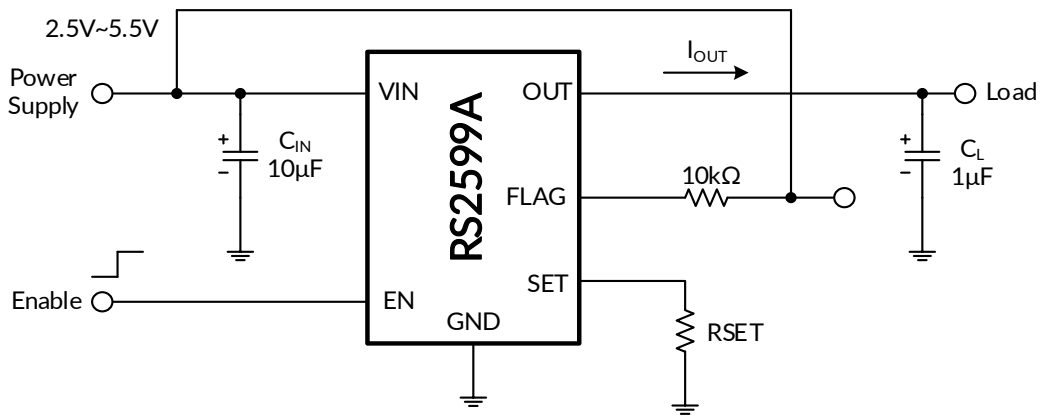 2.5V~5.5V
Power
Supply
VIN
C_IN
10µF
Enable
EN
GND
RS2599A
OUT
FLAG
SET
I_OUT
10kΩ
RSET
Load
C_L
1µF
+
-
+
-